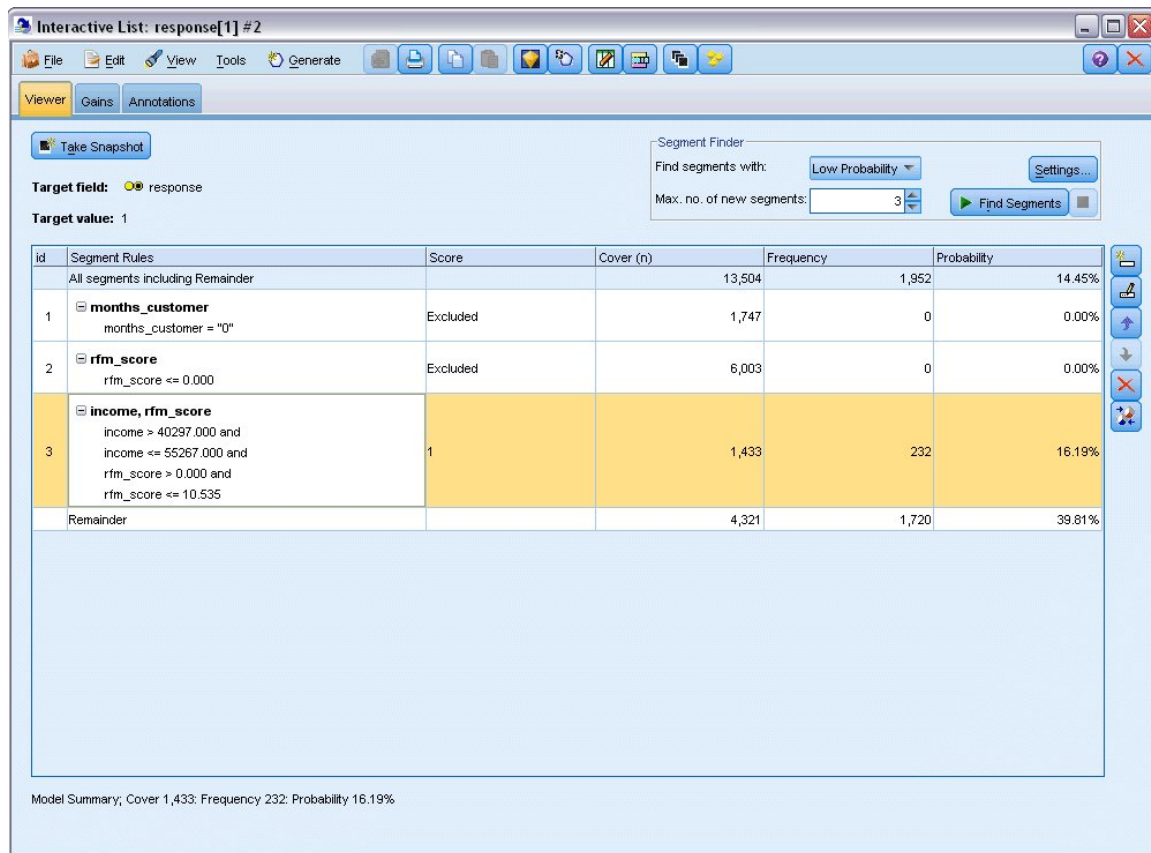 Interactive List: response[1] #2
File Edit View Tools Generate
Viewer Gains Annotations
Take Snapshot
Target field: response
Target value: 1
Segment Finder
Find segments with: Low Probability Settings...
Max. no. of new segments: 3 Find Segments
id Segment Rules Score Cover (n) Frequency Probability
All segments including Remainder 13,504 1,952 14.45%
1 months_customer Excluded 1,747 0 0.00%
months_customer = "0"
2 rfm_score Excluded 6,003 0 0.00%
rfm_score <= 0.000
income, rfm_score
income > 40297.000 and
3 income <= 55267.000 and 1 1,433 232 16.19%
rfm_score > 0.000 and
rfm_score <= 10.535
Remainder 4,321 1,720 39.81%
Model Summary; Cover 1,433: Frequency 232: Probability 16.19%